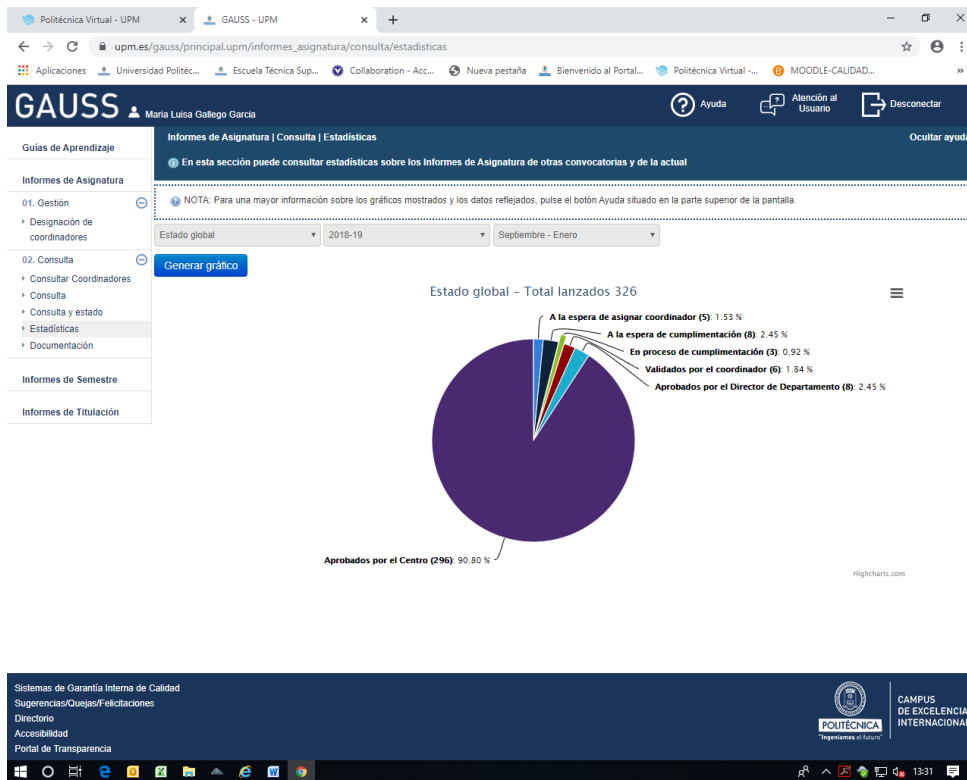 Politécnica Virtual - UPM
GAUSS - UPM
upm.es/gauss/principal.upm/informes_asignatura/consulta/estadisticas
Aplicaciones
Universidad Politéc...
Escuela Técnica Sup...
Collaboration - Acc...
Nueva pestaña
Bienvenido al Portal...
Politécnica Virtual -...
MOODLE-CALIDAD...
GAUSS
Maria Luisa Gallego Garcia
Ayuda
Atención al
Usuario
Desconectar
Guías de Aprendizaje
Informes de Asignatura
01. Gestión
Designación de
coordinadores
02. Consulta
Consultar Coordinadores
Consulta
Consulta y estado
Estadísticas
Documentación
Informes de Semestre
Informes de Titulación
Informes de Asignatura | Consulta | Estadísticas
Ocultar ayuda
En esta sección puede consultar estadísticas sobre los Informes de Asignatura de otras convocatorias y de la actual
NOTA: Para una mayor información sobre los gráficos mostrados y los datos reflejados, pulse el botón Ayuda situado en la parte superior de la pantalla.
Estado global
2018-19
Septiembre - Enero
Generar gráfico
Estado global – Total lanzados 326
A la espera de asignar coordinador (5): 1.53 %
A la espera de cumplimentación (8): 2.45 %
En proceso de cumplimentación (3): 0.92 %
Validados por el coordinador (6): 1.84 %
Aprobados por el Director de Departamento (8): 2.45 %
Aprobados por el Centro (296): 90.80 %
Highcharts.com
Sistemas de Garantía Interna de Calidad
Sugerencias/Quejas/Felicitaciones
Directorio
Accesibilidad
Portal de Transparencia
POLITÉCNICA
"Ingeniamos el futuro"
CAMPUS
DE EXCELENCIA
INTERNACIONAL
13:31